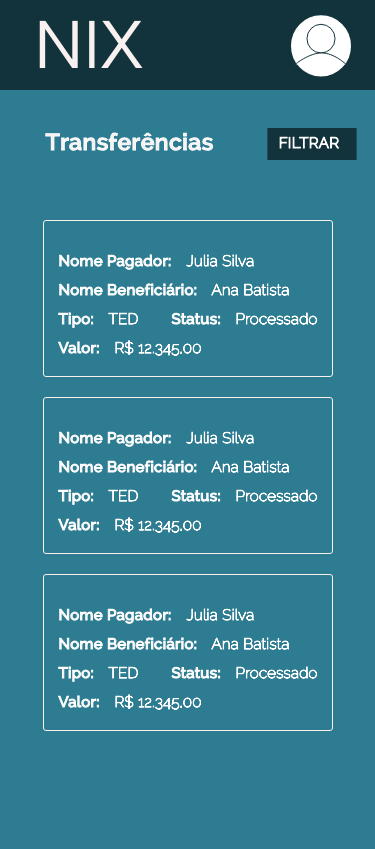 NIX
Transferências
FILTRAR
Nome Pagador: Julia Silva
Nome Beneficiário: Ana Batista
Tipo: TED Status: Processado
Valor: R$ 12.345.00
Nome Pagador: Julia Silva
Nome Beneficiário: Ana Batista
Tipo: TED Status: Processado
Valor: R$ 12.345.00
Nome Pagador: Julia Silva
Nome Beneficiário: Ana Batista
Tipo: TED Status: Processado
Valor: R$ 12.345.00